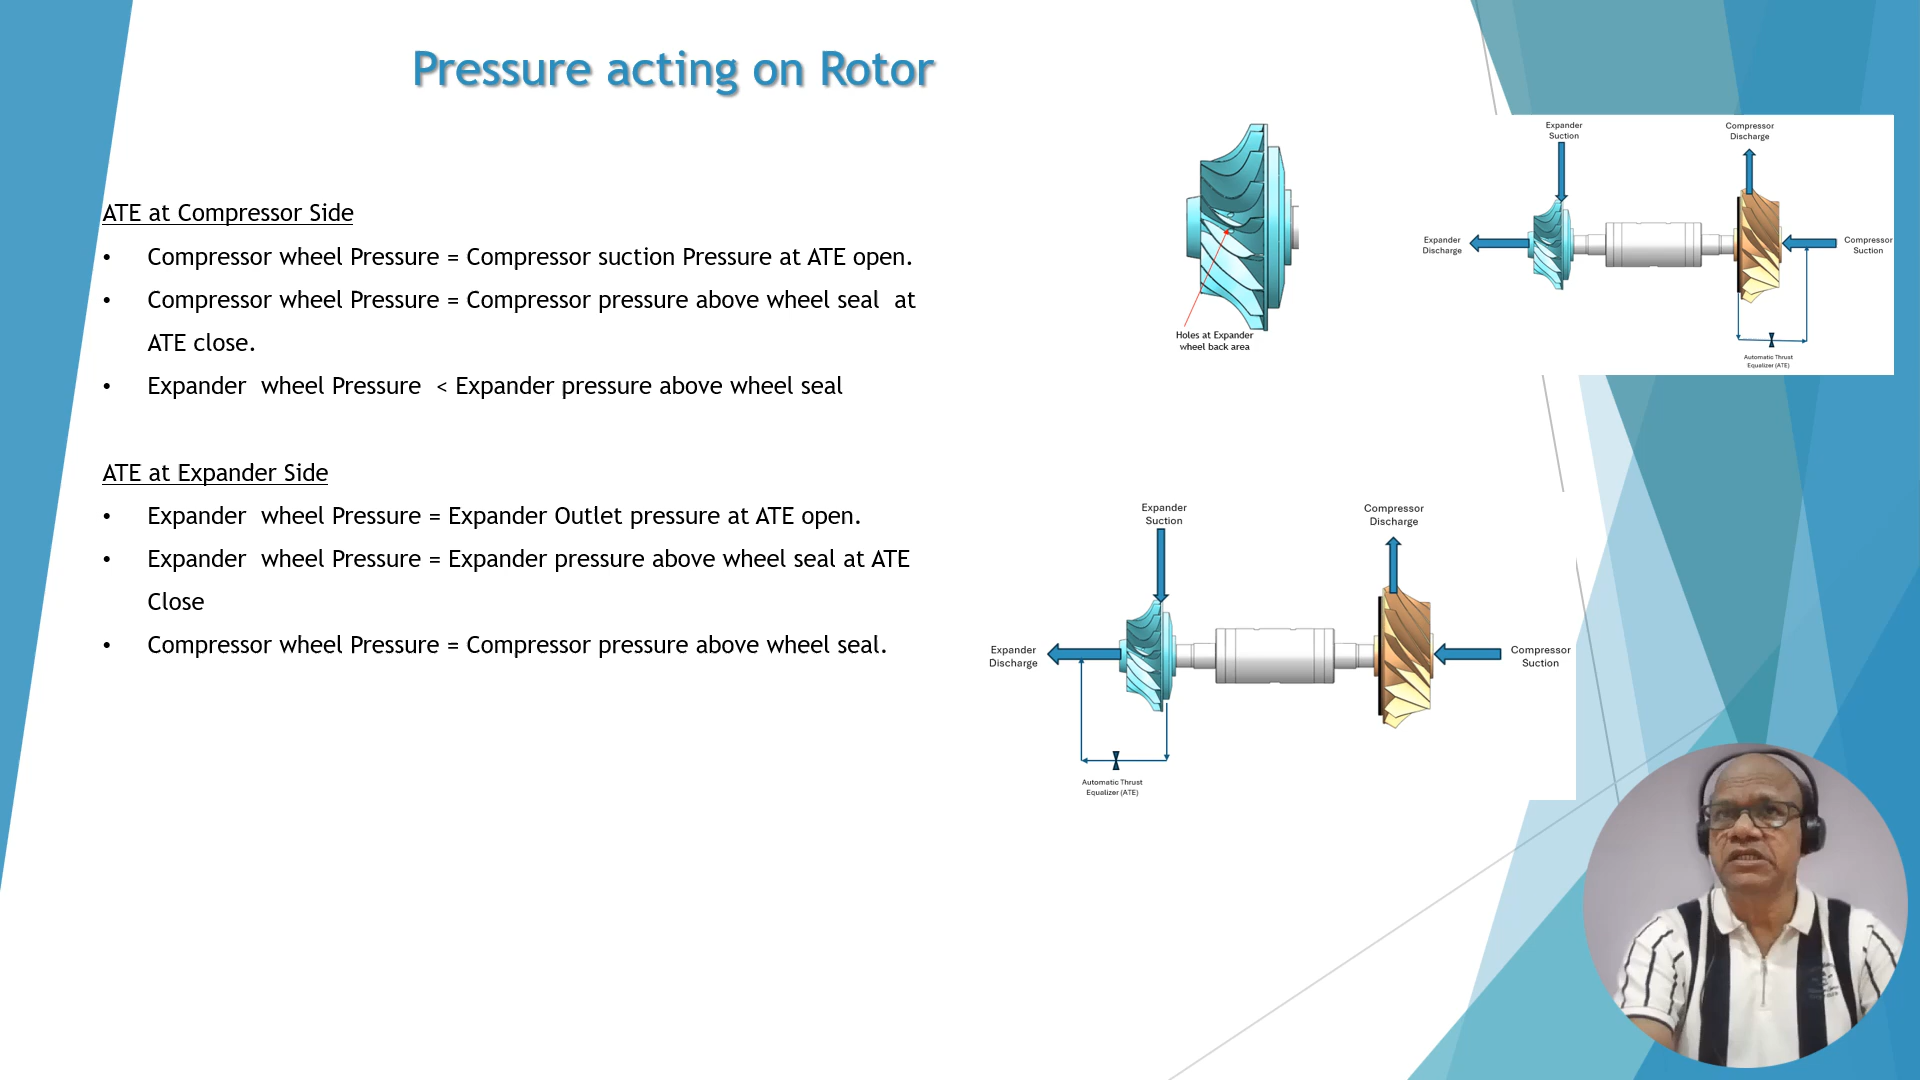 Pressure acting on Rotor
ATE at Compressor Side
• Compressor wheel Pressure = Compressor suction Pressure at ATE open.
• Compressor wheel Pressure = Compressor pressure above wheel seal at
ATE close.
• Expander wheel Pressure < Expander pressure above wheel seal
ATE at Expander Side
• Expander wheel Pressure = Expander Outlet pressure at ATE open.
• Expander wheel Pressure = Expander pressure above wheel seal at ATE
Close
• Compressor wheel Pressure = Compressor pressure above wheel seal.
Holes at Expander
wheel back area
Expander
Suction
Compressor
Discharge
Expander
Discharge
Compressor
Suction
Automatic Thrust
Equalizer (ATE)
Expander
Suction
Compressor
Discharge
Expander
Discharge
Compressor
Suction
Automatic Thrust
Equalizer (ATE)